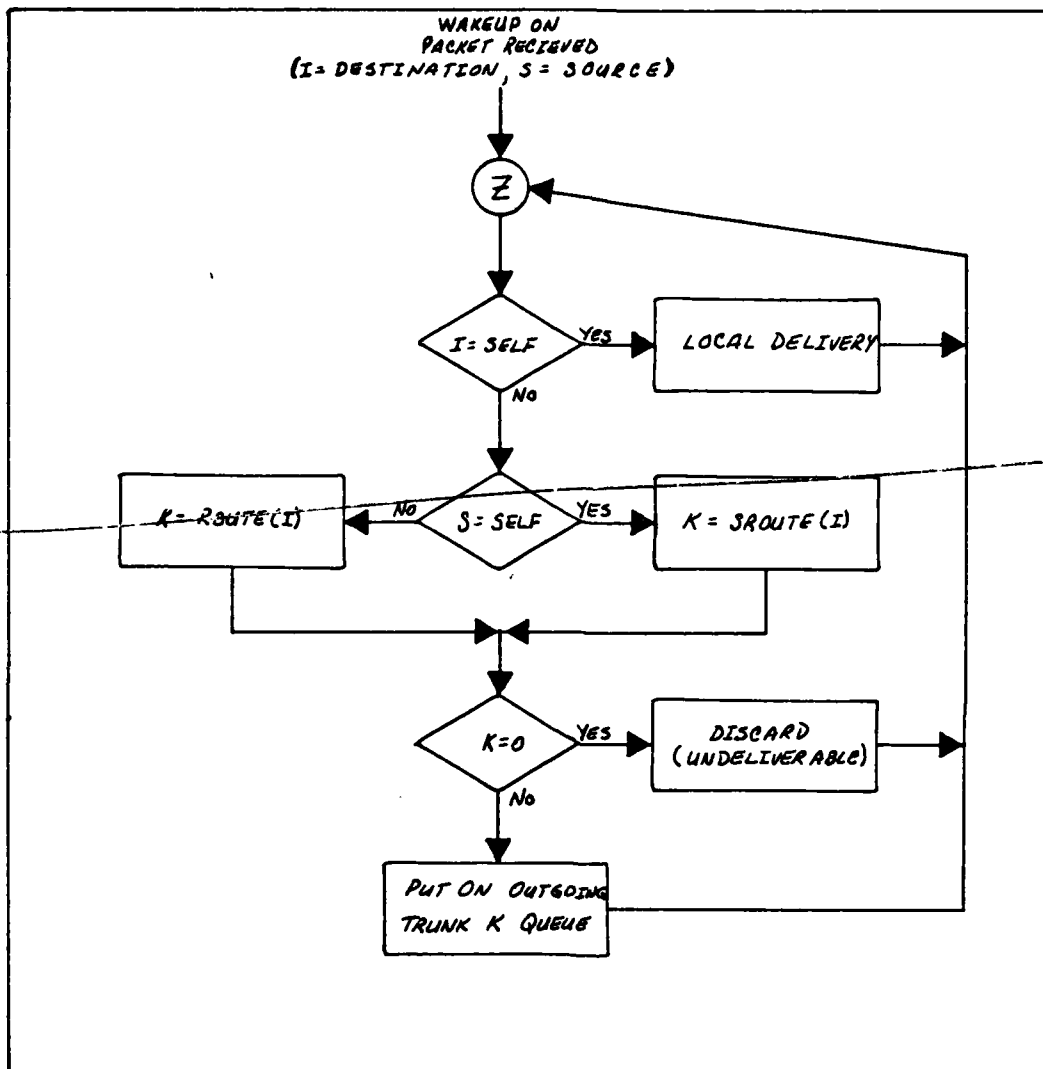 WAKEUP ON
PACKET RECIEVED
(I = DESTINATION, S = SOURCE)
Z
I = SELF
YES
LOCAL DELIVERY
NO
K = ROUTE(I)
NO
S = SELF
YES
K = SROUTE(I)
K=0
YES
DISCARD
(UNDELIVERABLE)
NO
PUT ON OUTGOING
TRUNK K QUEUE